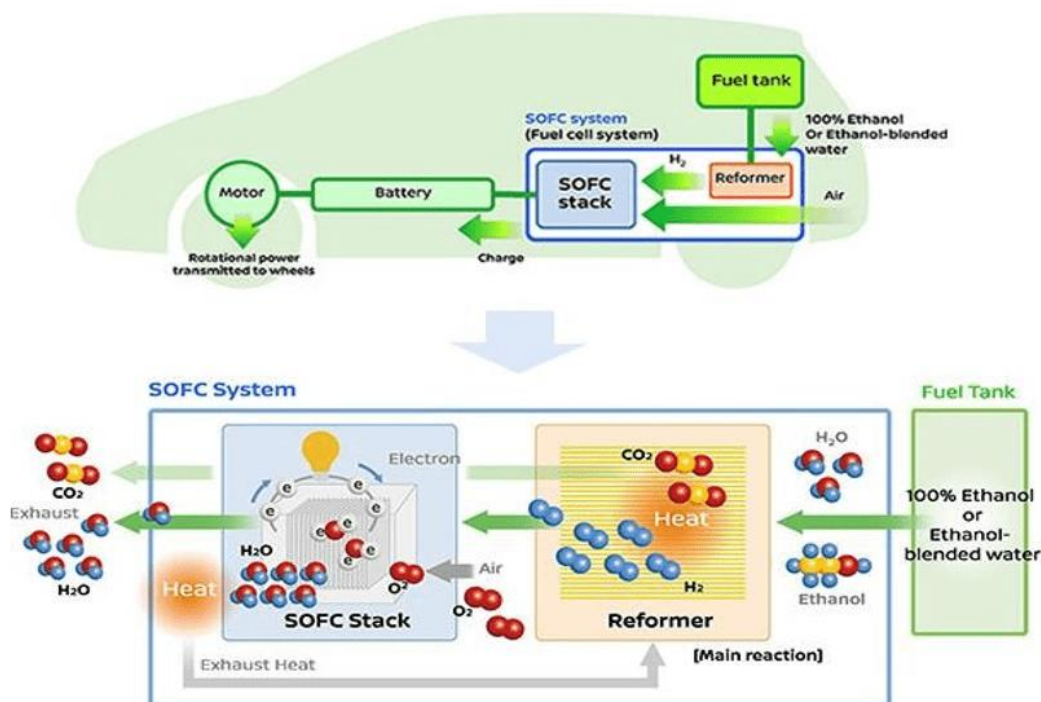 Fuel tank
SOFC system
(Fuel cell system)
100% Ethanol
Or Ethanol-blended
water
H₂
Reformer
SOFC
stack
Air
Motor
Battery
Rotational power
transmitted to wheels
Charge
SOFC System
Fuel Tank
CO₂
Exhaust
H₂O
Heat
Electron
e
e
e
e
e
e
e
e
e
H₂O
O²
Air
O₂
SOFC Stack
CO₂
Heat
H₂
Reformer
H₂O
Ethanol
100% Ethanol
or
Ethanol-
blended water
[Main reaction]
Exhaust Heat